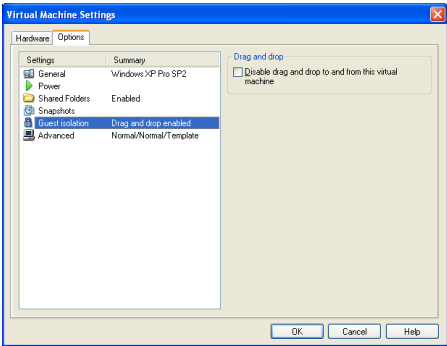 Virtual Machine Settings
Hardware Options
Settings Summary
General Windows XP Pro SP2
Power
Shared Folders Enabled
Snapshots
Guest isolation Drag and drop enabled
Advanced Normal/Normal/Template
Drag and drop
Disable drag and drop to and from this virtual
machine
OK Cancel Help